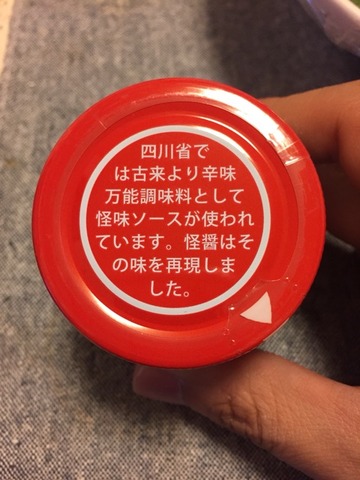 四川省で
は古来より辛味
万能調味料として
怪味ソースが使われ
ています。怪醤はそ
の味を再現しま
した。